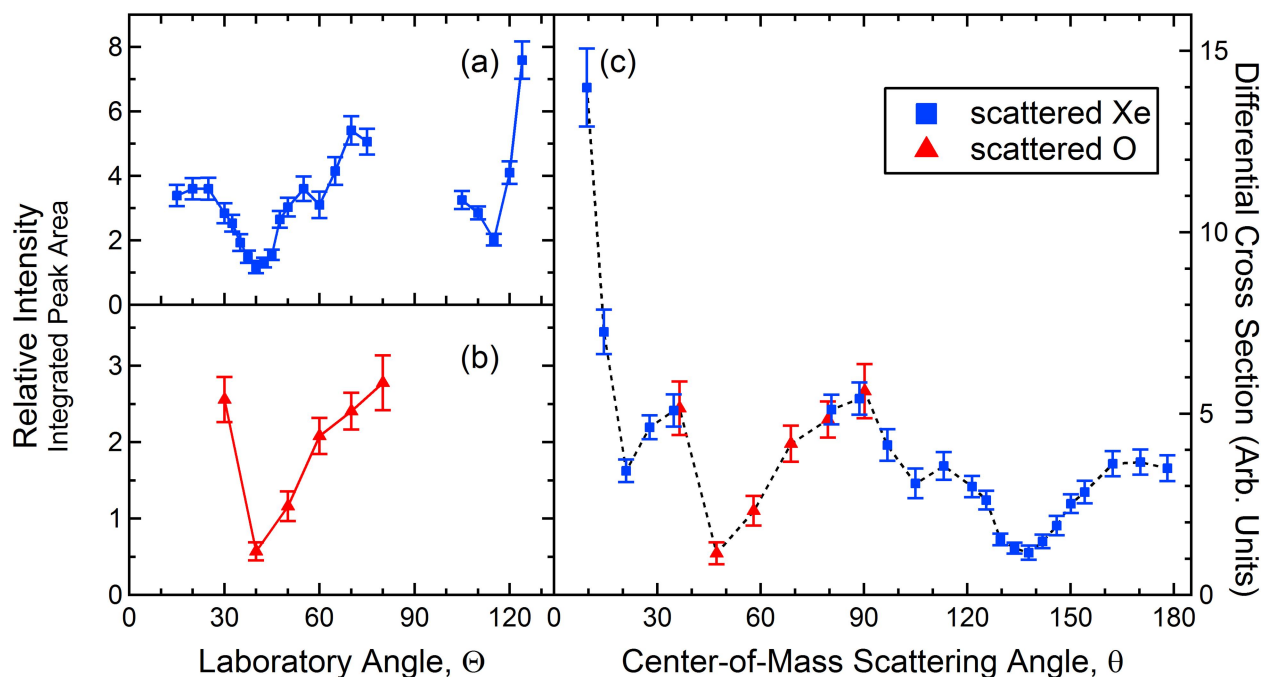 (a)
8
6
4
2
0
(b)
3
2
1
0
0 30 60 90 120
Relative Intensity
Integrated Peak Area
Laboratory Angle, Θ
(c)
scattered Xe
scattered O
15
10
5
0
0 30 60 90 120 150 180
Differential Cross Section (Arb. Units)
Center-of-Mass Scattering Angle, θ